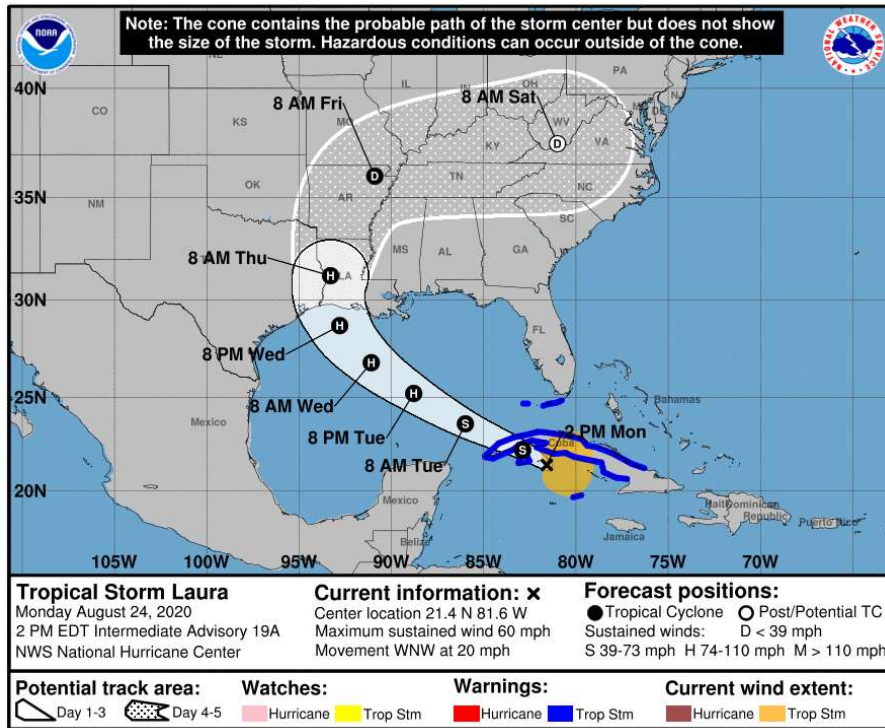 Note: The cone contains the probable path of the storm center but does not show
the size of the storm. Hazardous conditions can occur outside of the cone.
NOAA
NATIONAL WEATHER SERVICE
40N
35N
30N
25N
20N
CO
KS
MO
IL
IN
OH
PA
NJ
WV
VA
KY
NM
OK
AR
TN
NC
SC
MS
AL
GA
LA
FL
8 AM Fri
8 AM Sat
D
D
8 AM Thu
H
8 PM Wed
H
8 AM Wed
H
8 PM Tue
H
8 AM Tue
S
S
2 PM Mon
Mexico
Mexico
Belize
Cuba
Bahamas
Jamaica
Haiti
Dominican
Republic
Puerto Rico
105W
100W
95W
90W
85W
80W
75W
70W
Tropical Storm Laura
Monday August 24, 2020
2 PM EDT Intermediate Advisory 19A
NWS National Hurricane Center
Current information: x
Center location 21.4 N 81.6 W
Maximum sustained wind 60 mph
Movement WNW at 20 mph
Forecast positions:
Tropical Cyclone Post/Potential TC
Sustained winds: D < 39 mph
S 39-73 mph H 74-110 mph M > 110 mph
Potential track area:
Day 1-3 Day 4-5
Watches:
Hurricane Trop Stm
Warnings:
Hurricane Trop Stm
Current wind extent:
Hurricane Trop Stm